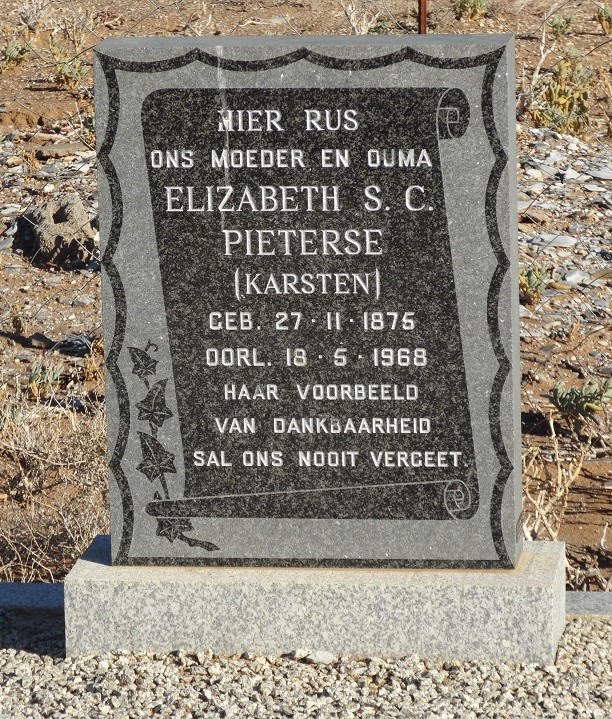 HIER RUS
ONS MOEDER EN OUMA
ELIZABETH S. C.
PIETERSE
(KARSTEN)
GEB. 27·11·1875
OORL. 18·5·1968
HAAR VOORBEELD
VAN DANKBAARHEID
SAL ONS NOOIT VERGEET.